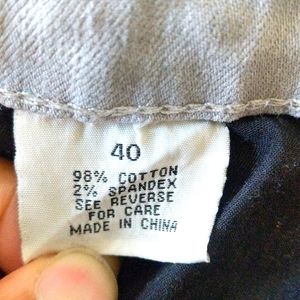 40
98% COTTON
2% SPANDEX
SEE REVERSE
FOR CARE
MADE IN CHINA